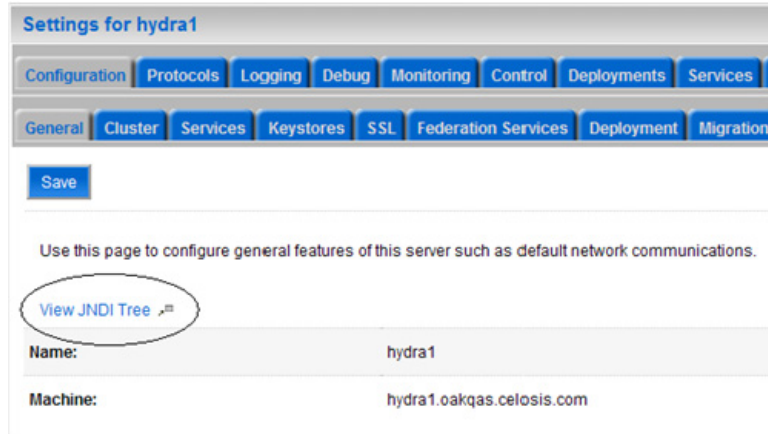 Settings for hydra1
Configuration Protocols Logging Debug Monitoring Control Deployments Services
General Cluster Services Keystores SSL Federation Services Deployment Migration
Save
Use this page to configure general features of this server such as default network communications.
View JNDI Tree
Name: hydra1
Machine: hydra1.oakqas.celosis.com